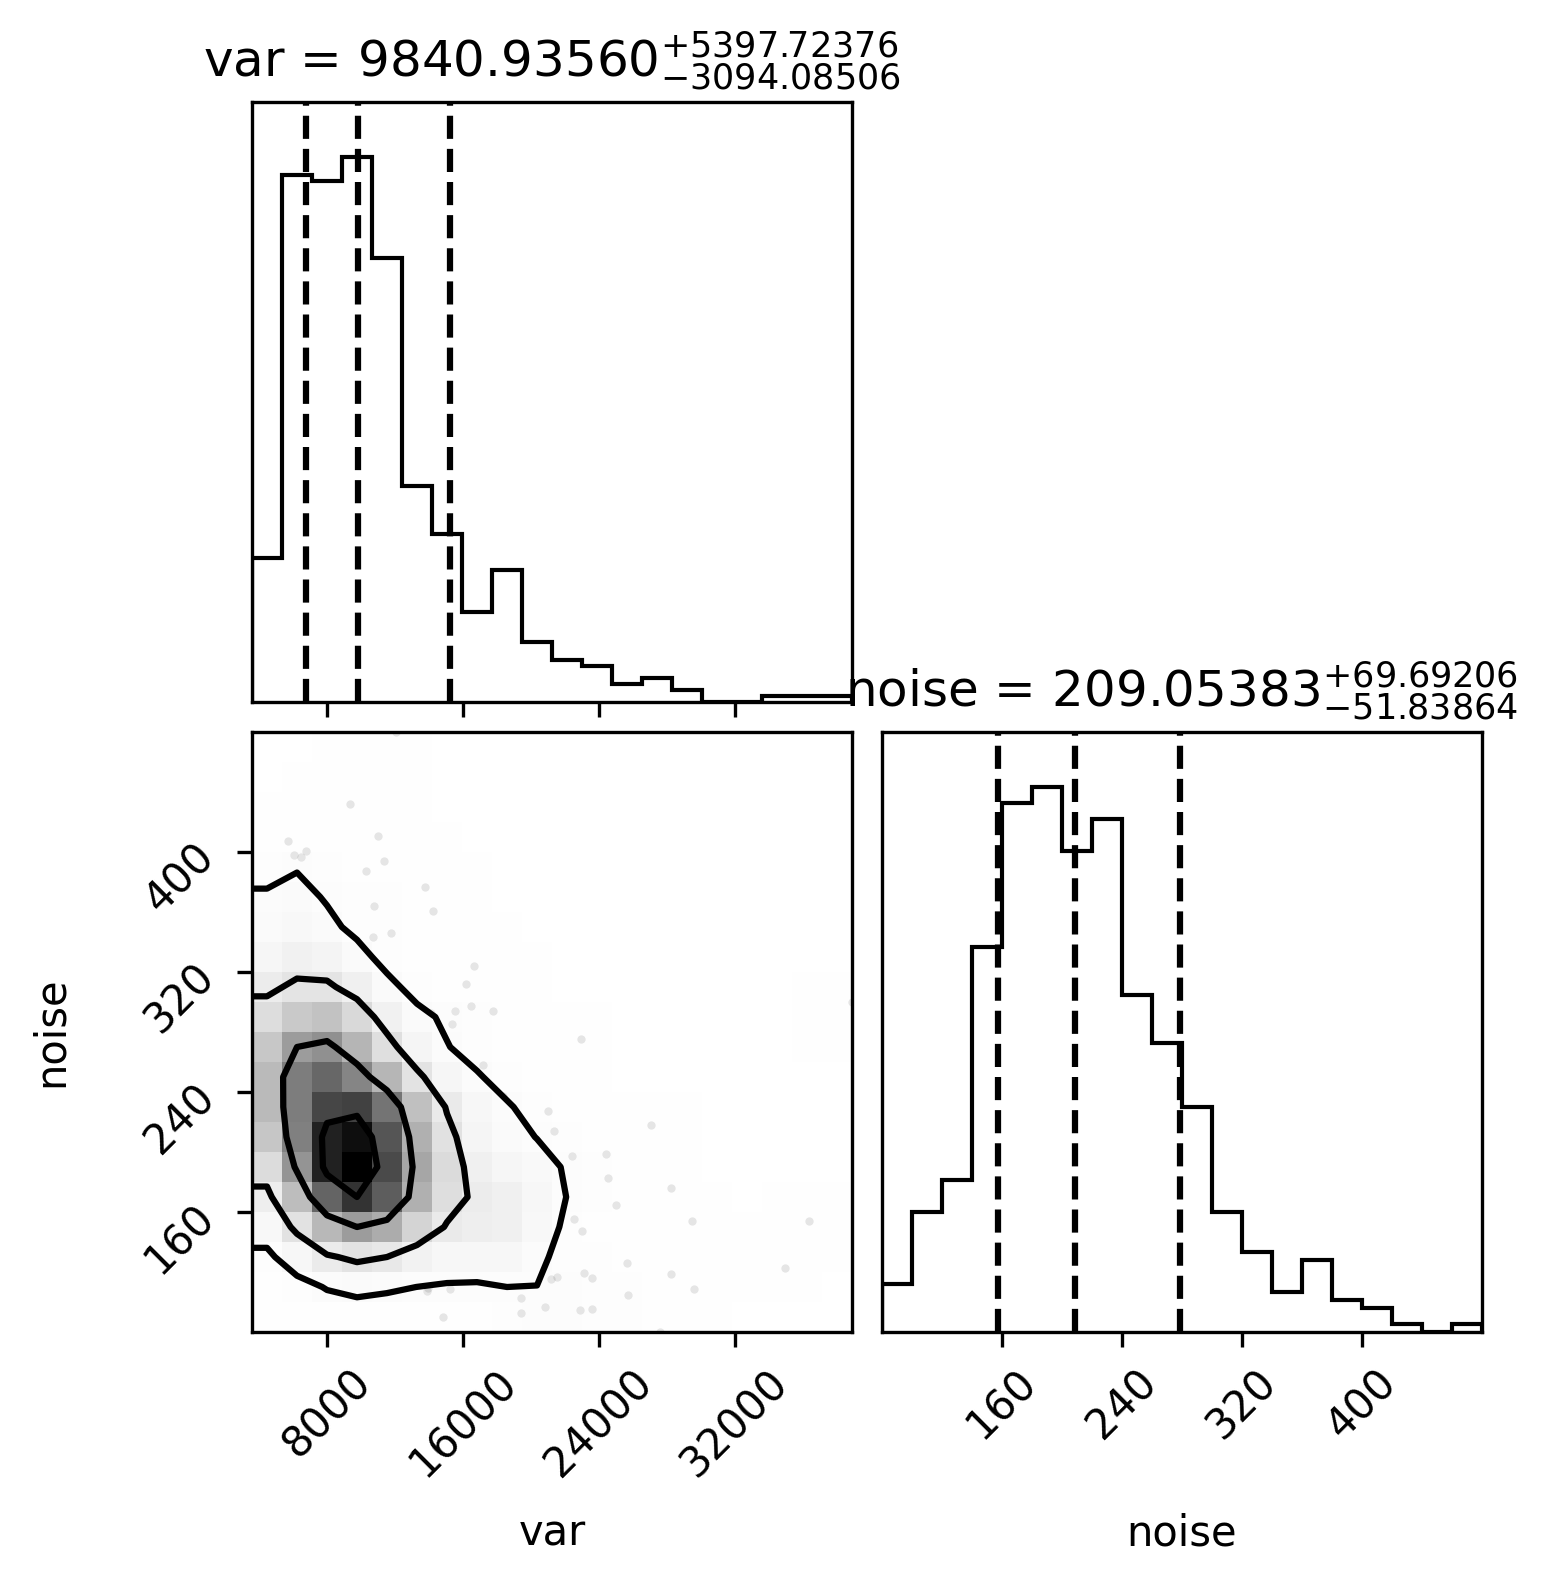 var = 9840.93560+5397.72376
−3094.08506
noise = 209.05383+69.69206
−51.83864
noise
400
320
240
160
8000 16000 24000 32000
160 240 320 400
var
noise